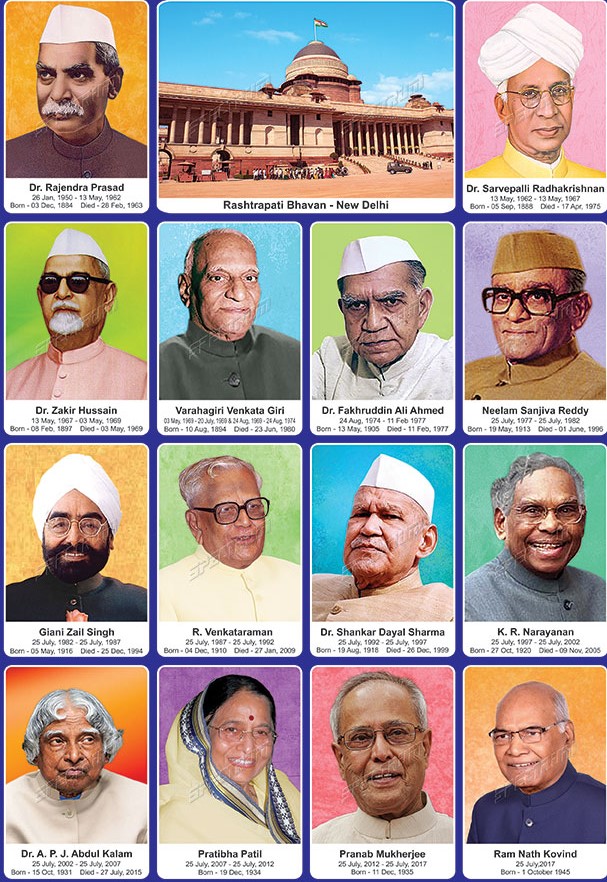 Dr. Rajendra Prasad
26 Jan, 1950 - 13 May, 1962
Born - 03 Dec, 1884 Died - 28 Feb, 1963
Rashtrapati Bhavan - New Delhi
Dr. Sarvepalli Radhakrishnan
13 May, 1962 - 13 May, 1967
Born - 05 Sep, 1888 Died - 17 Apr, 1975
Dr. Zakir Hussain
13 May, 1967 - 03 May, 1969
Born - 08 Feb, 1897 Died - 03 May, 1969
Varahagiri Venkata Giri
03 May, 1969 - 20 July, 1969 & 24 Aug, 1969 - 24 Aug, 1974
Born - 10 Aug, 1894 Died - 23 Jun, 1980
Dr. Fakhruddin Ali Ahmed
24 Aug, 1974 - 11 Feb 1977
Born - 13 May, 1905 Died - 11 Feb, 1977
Neelam Sanjiva Reddy
25 July, 1977 - 25 July, 1982
Born - 19 May, 1913 Died - 01 June, 1996
Giani Zail Singh
25 July, 1982 - 25 July, 1987
Born - 05 May, 1916 Died - 25 Dec, 1994
R. Venkataraman
25 July, 1987 - 25 July, 1992
Born - 04 Dec, 1910 Died - 27 Jan, 2009
Dr. Shankar Dayal Sharma
25 July, 1992 - 25 July, 1997
Born - 19 Aug, 1918 Died - 26 Dec, 1999
K. R. Narayanan
25 July, 1997 - 25 July, 2002
Born - 27 Oct, 1920 Died - 09 Nov, 2005
Dr. A. P. J. Abdul Kalam
25 July, 2002 - 25 July, 2007
Born - 15 Oct, 1931 Died - 27 July, 2015
Pratibha Patil
25 July, 2007 - 25 July, 2012
Born - 19 Dec, 1934
Pranab Mukherjee
25 July, 2012 - 25 July, 2017
Born - 11 Dec, 1935
Ram Nath Kovind
25 July,2017
Born - 1 October 1945